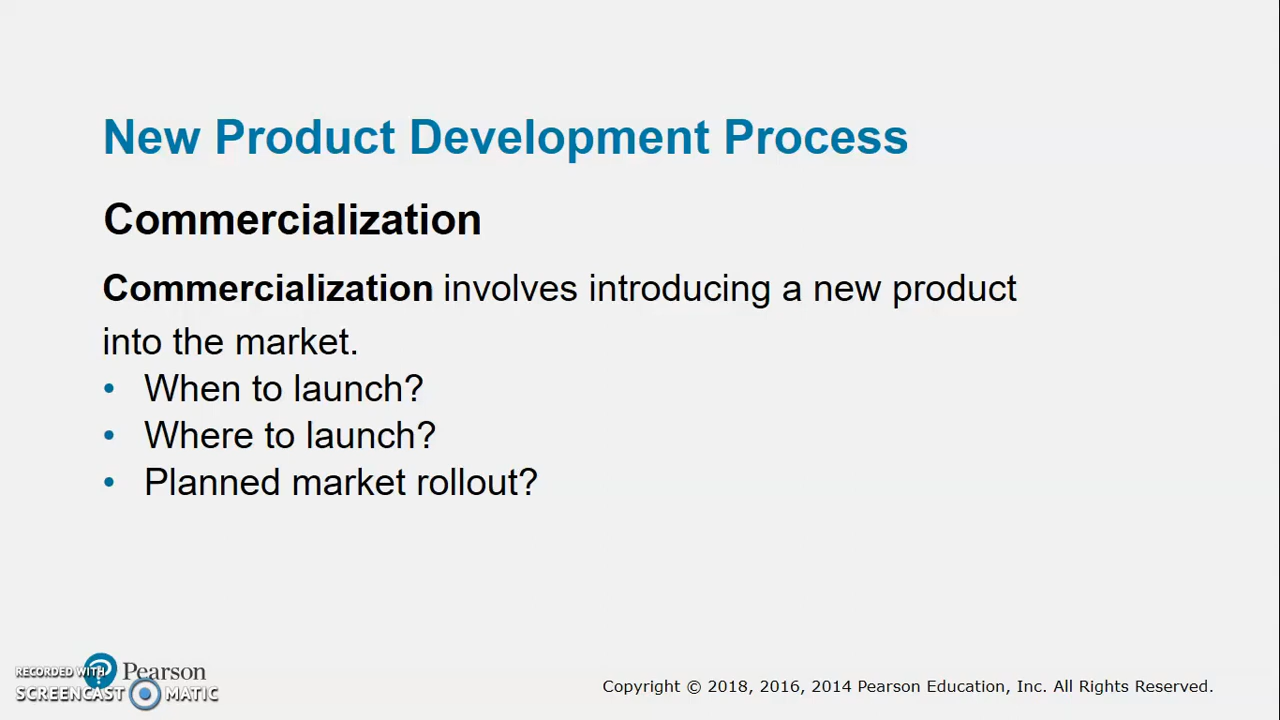 New Product Development Process
Commercialization
Commercialization involves introducing a new product
into the market.
• When to launch?
• Where to launch?
• Planned market rollout?
RECORDED WITH
SCREENCAST MATIC
Pearson
Copyright © 2018, 2016, 2014 Pearson Education, Inc. All Rights Reserved.